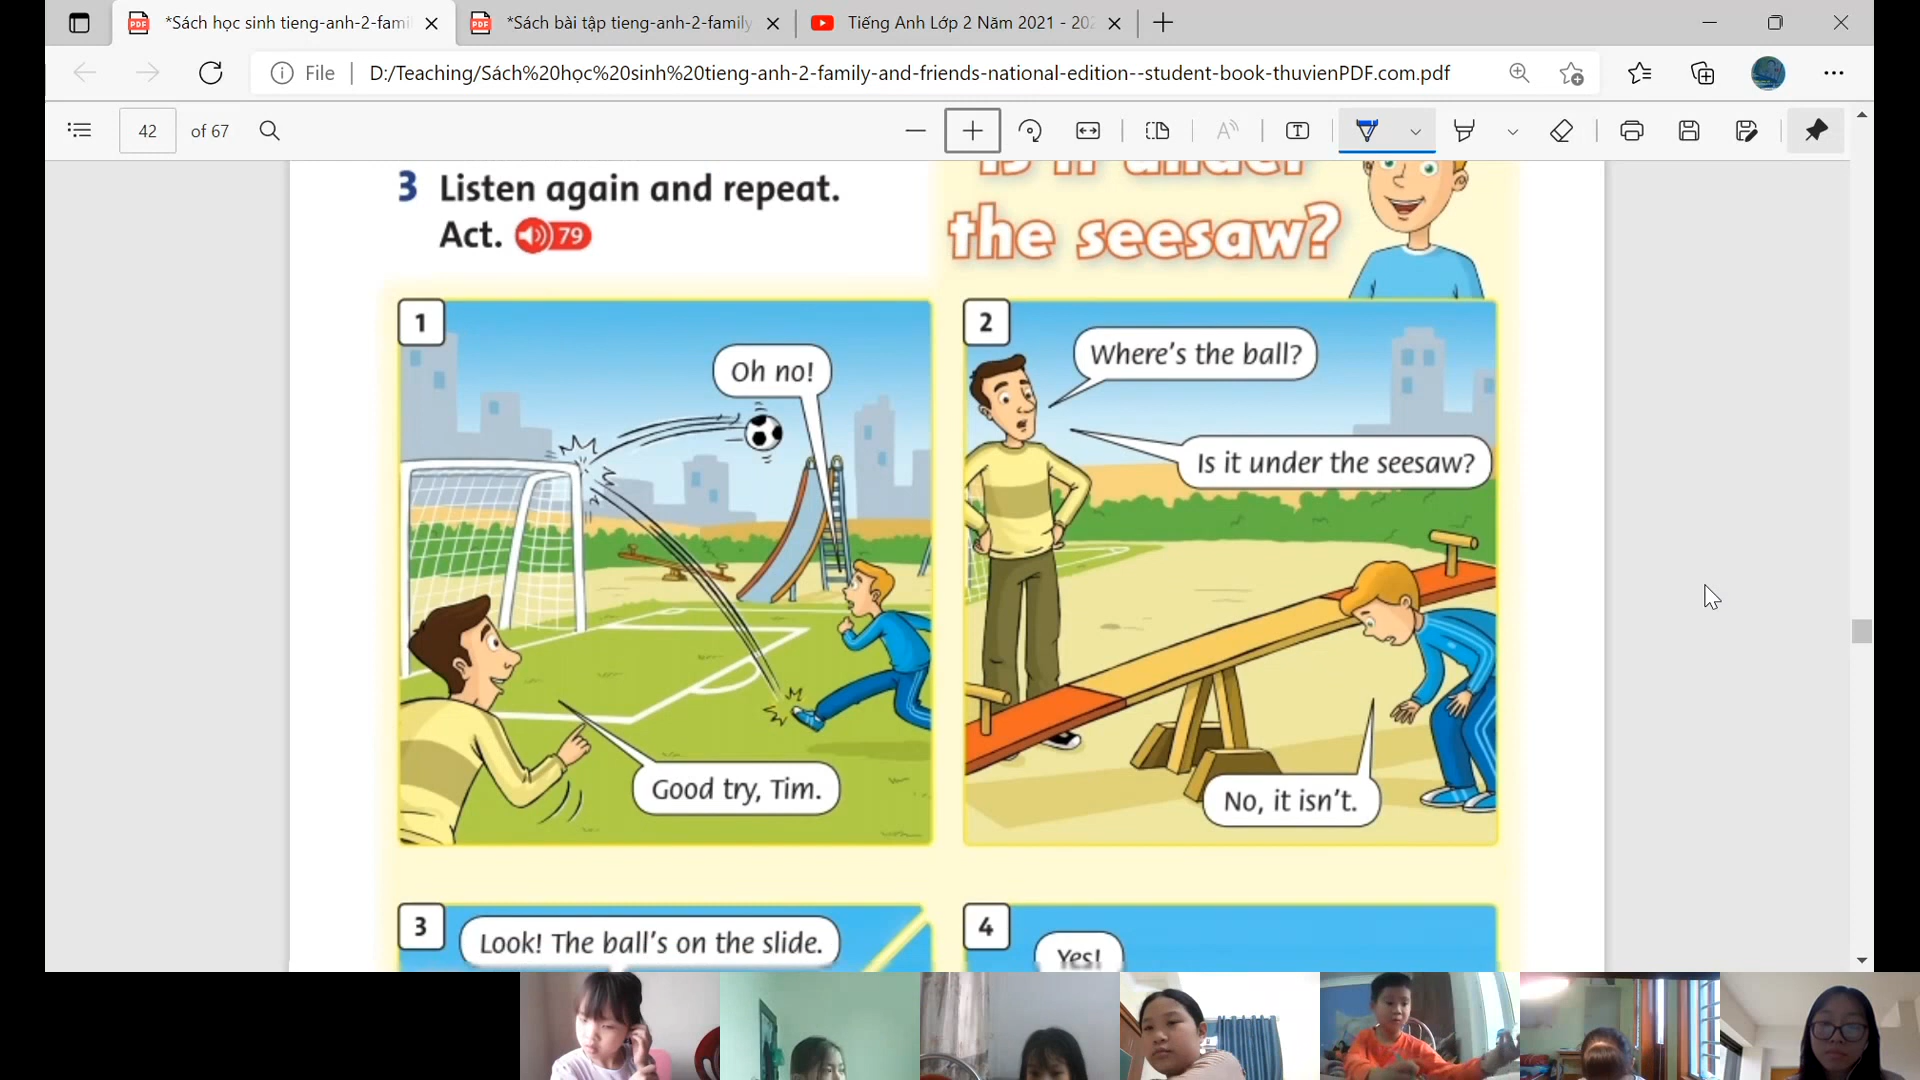 *Sách học sinh tieng-anh-2-fami
*Sách bài tập tieng-anh-2-family
Tiếng Anh Lớp 2 Năm 2021 - 202
File
D:/Teaching/Sách%20học%20sinh%20tieng-anh-2-family-and-friends-national-edition--student-book-thuvienPDF.com.pdf
42 of 67
3 Listen again and repeat.
Act. 79
Is it under
the seesaw?
1
Oh no!
Good try, Tim.
2
Where's the ball?
Is it under the seesaw?
No, it isn't.
3
Look! The ball's on the slide.
4
Yes!